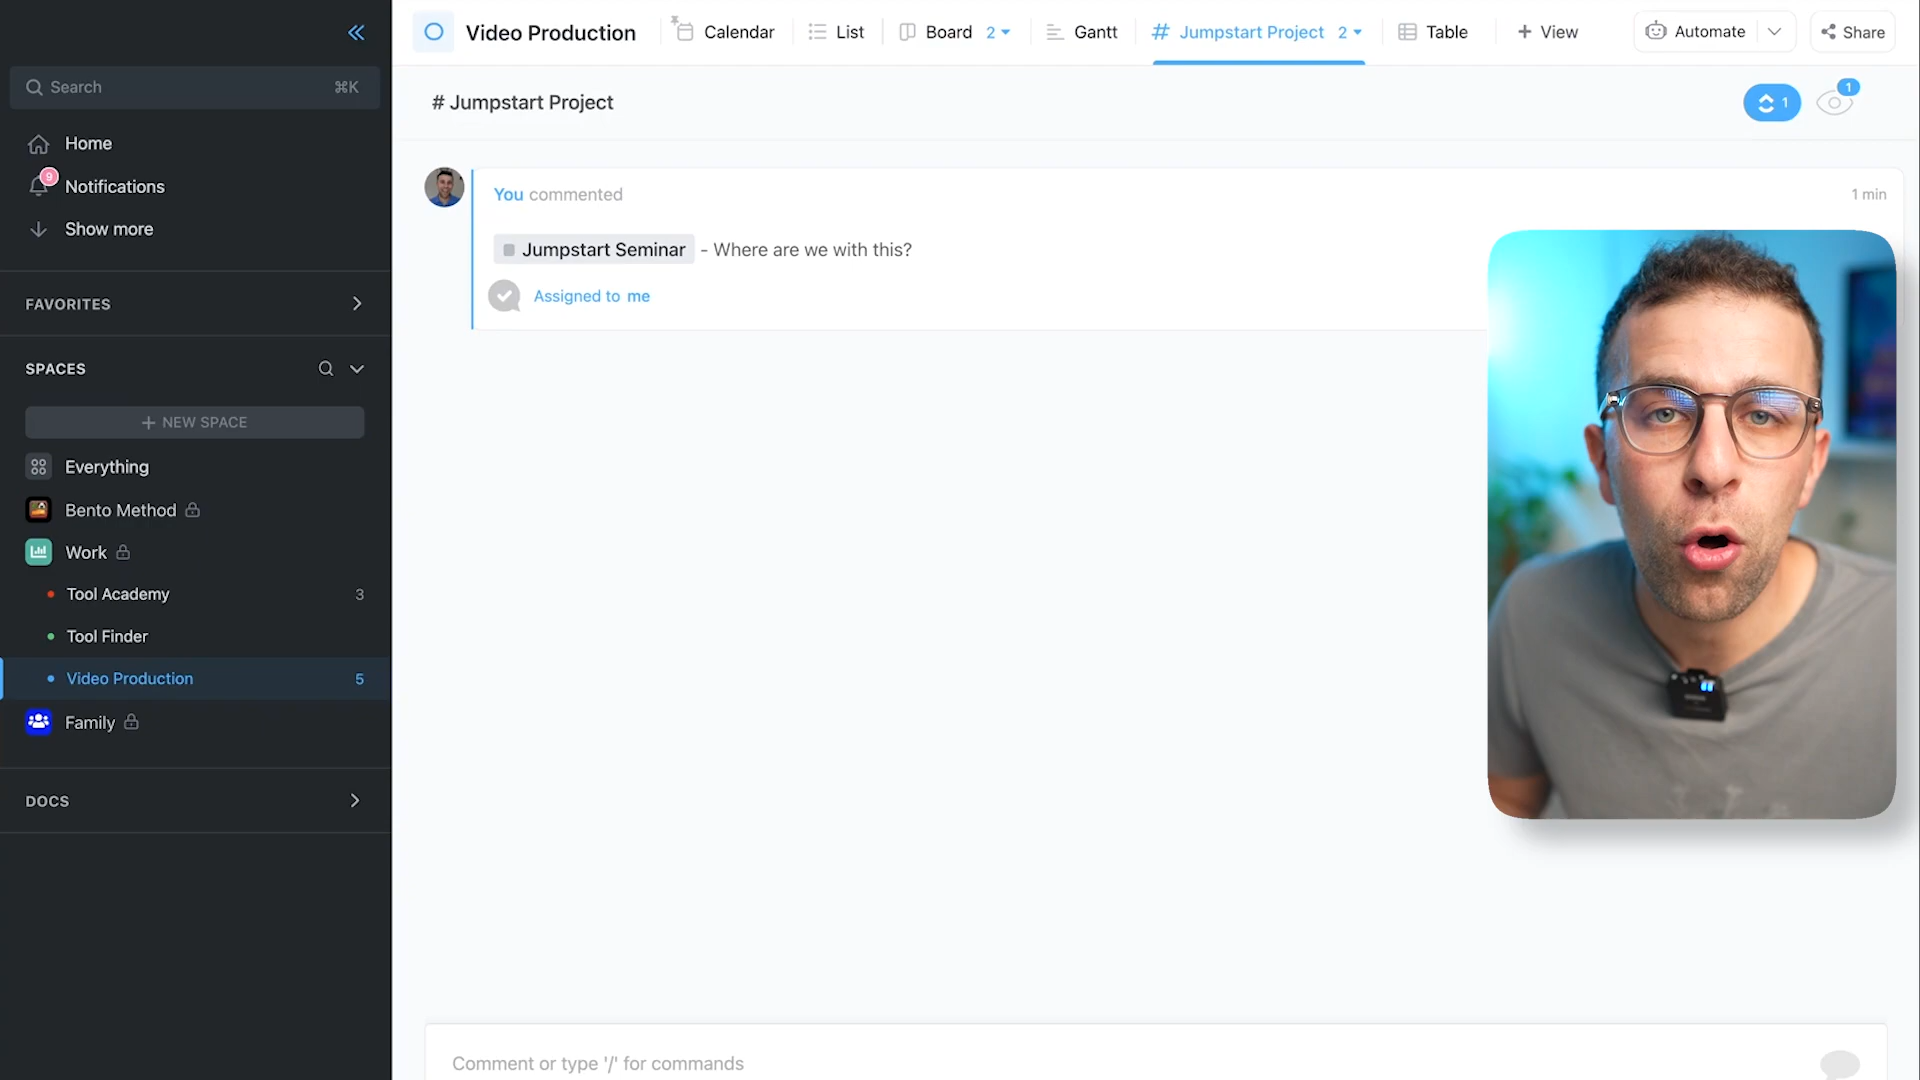 Search ⌘K
Home
9
Notifications
Show more
FAVORITES
SPACES
+ NEW SPACE
Everything
Bento Method
Work
Tool Academy 3
Tool Finder
Video Production 5
Family
DOCS
Video Production
Calendar
List
Board 2
Gantt
# Jumpstart Project 2
Table
+ View
Automate
Share
# Jumpstart Project
1
1
You commented
1 min
Jumpstart Seminar - Where are we with this?
Assigned to me
Comment or type '/' for commands